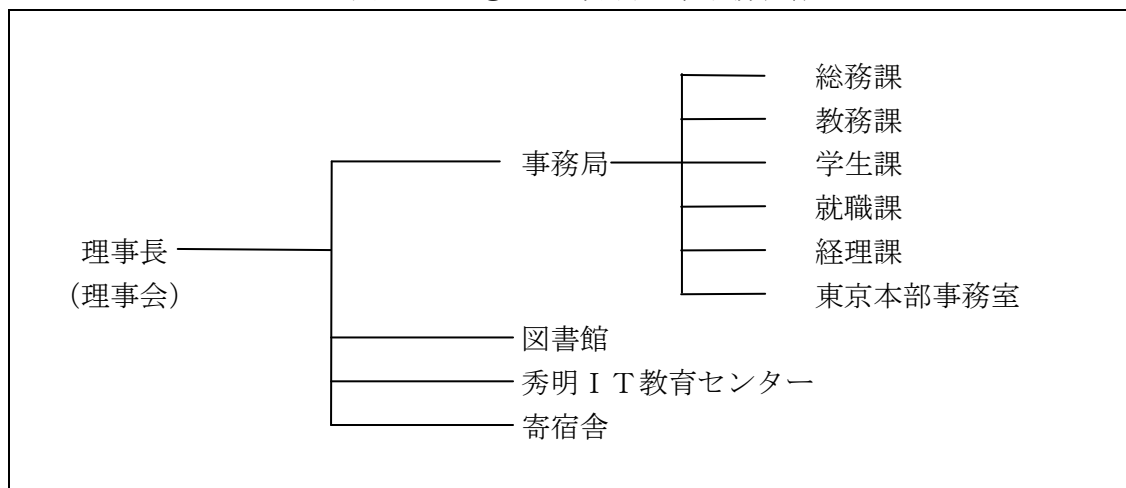 総務課
教務課
事務局
学生課
就職課
理事長
経理課
（理事会）
東京本部事務室
図書館
秀明ＩＴ教育センター
寄宿舎